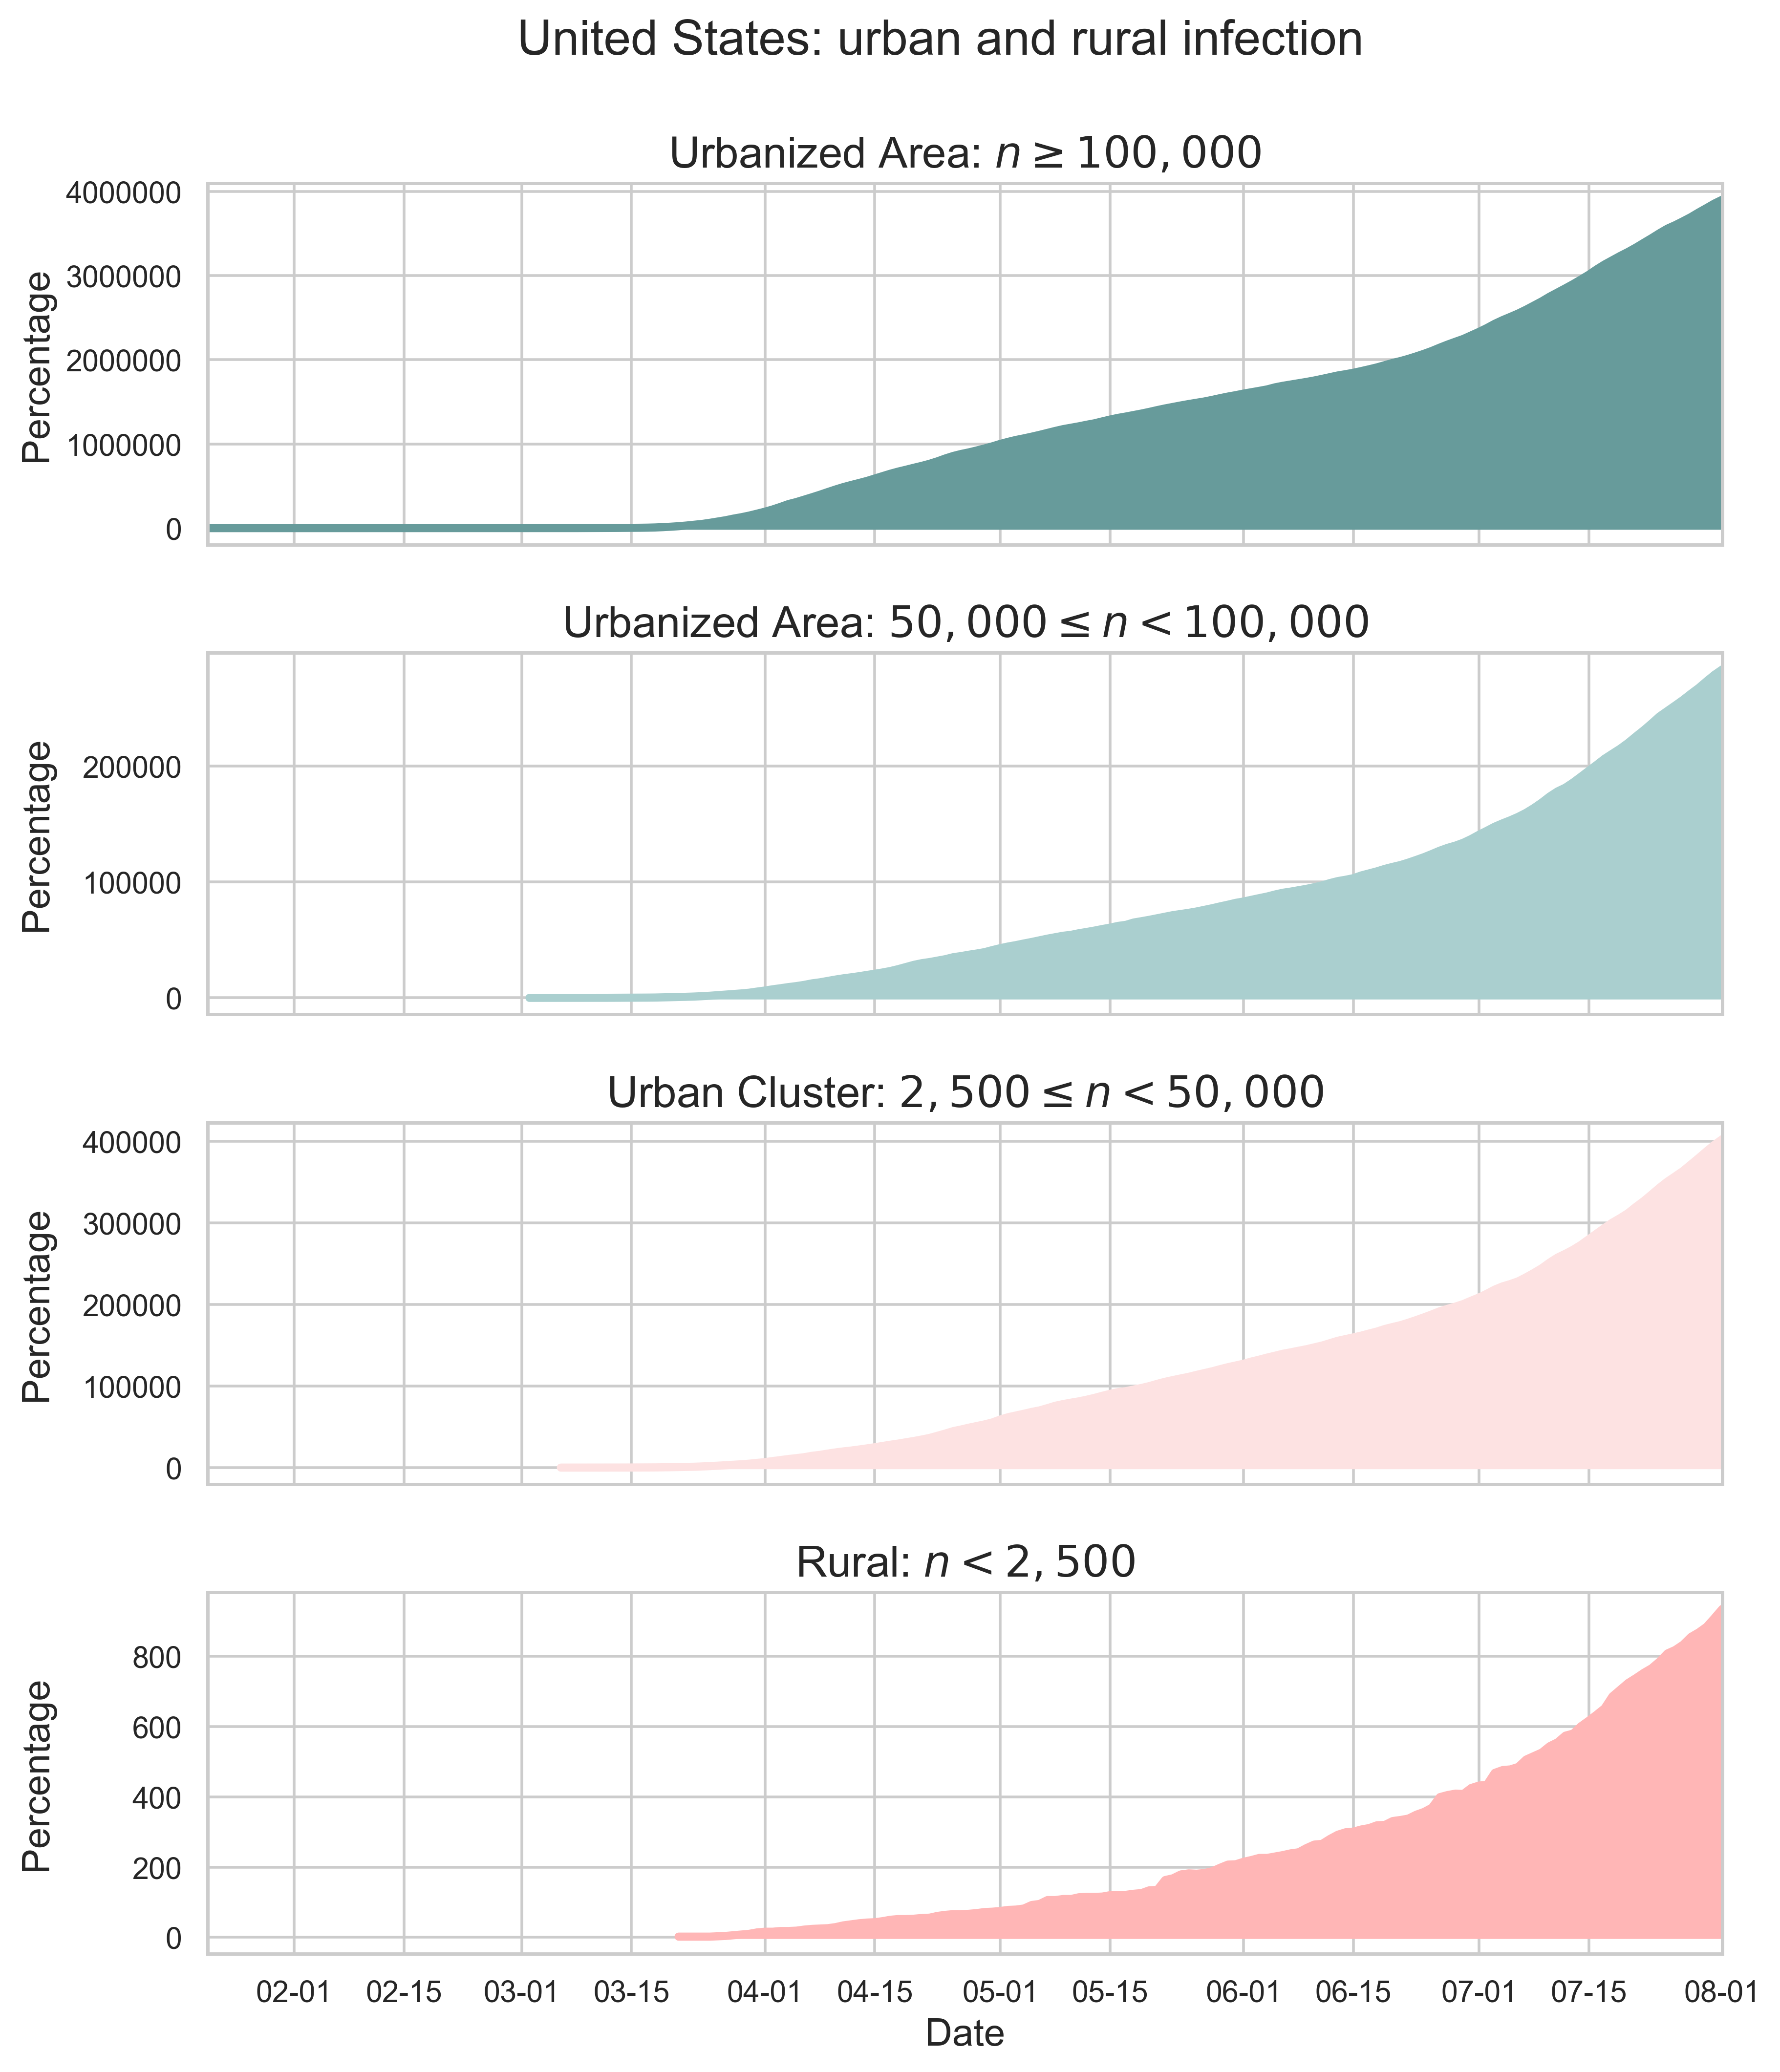 United States: urban and rural infection
Urbanized Area: n ≥ 100, 000
4000000
3000000
2000000
1000000
0
Percentage
Urbanized Area: 50, 000 ≤ n < 100, 000
200000
100000
0
Percentage
Urban Cluster: 2, 500 ≤ n < 50, 000
400000
300000
200000
100000
0
Percentage
Rural: n < 2, 500
800
600
400
200
0
Percentage
02-01 02-15 03-01 03-15 04-01 04-15 05-01 05-15 06-01 06-15 07-01 07-15 08-01
Date